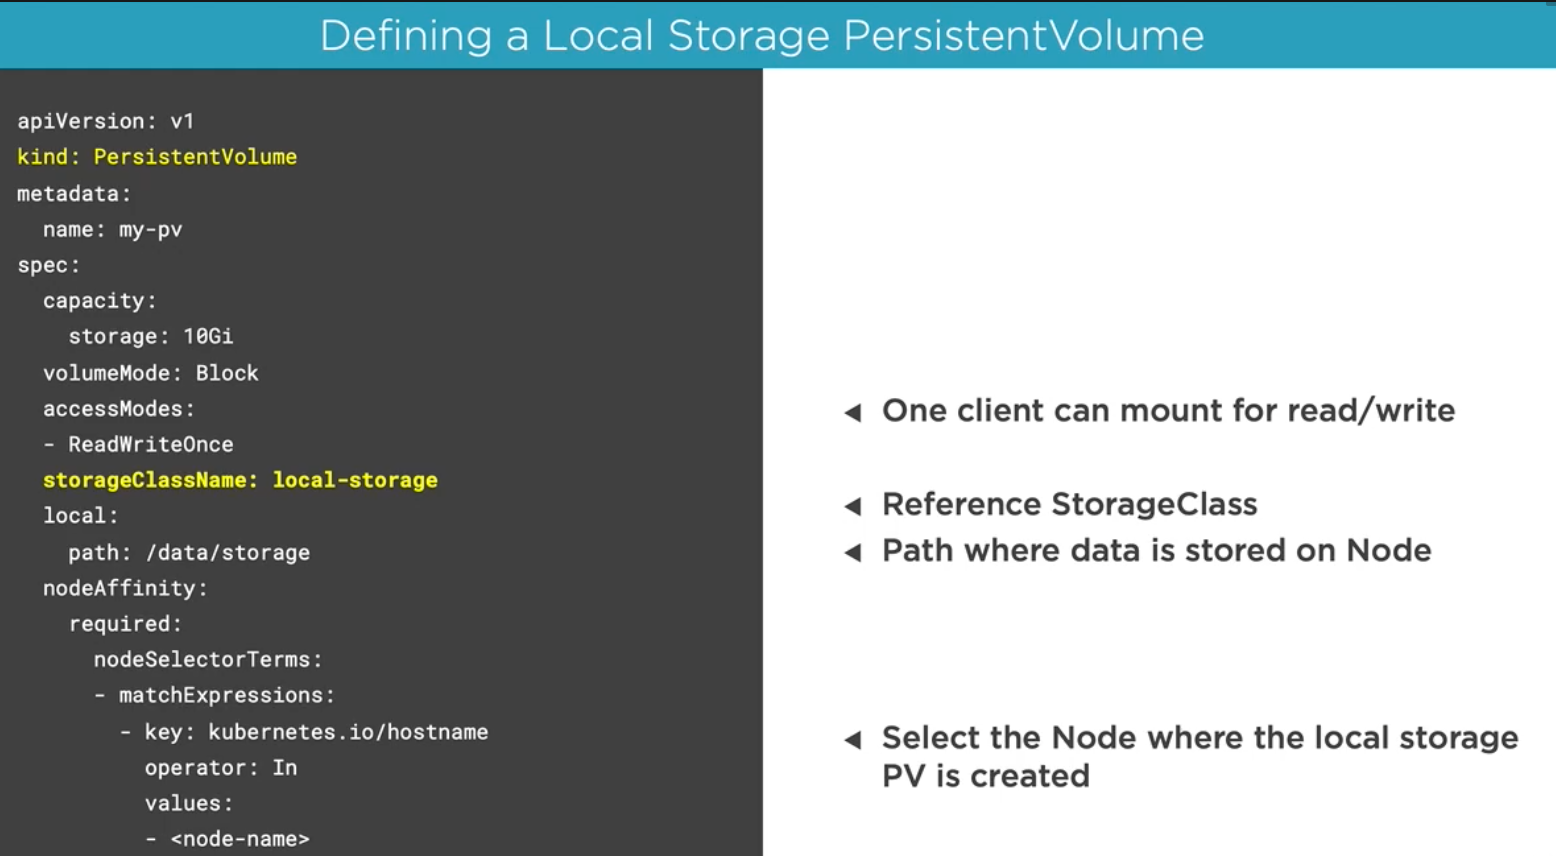 Defining a Local Storage PersistentVolume
apiVersion: v1
kind: PersistentVolume
metadata:
  name: my-pv
spec:
  capacity:
    storage: 10Gi
  volumeMode: Block
  accessModes:
  - ReadWriteOnce
  storageClassName: local-storage
  local:
    path: /data/storage
  nodeAffinity:
    required:
      nodeSelectorTerms:
      - matchExpressions:
        - key: kubernetes.io/hostname
          operator: In
          values:
          - <node-name>
One client can mount for read/write
Reference StorageClass
Path where data is stored on Node
Select the Node where the local storage
PV is created